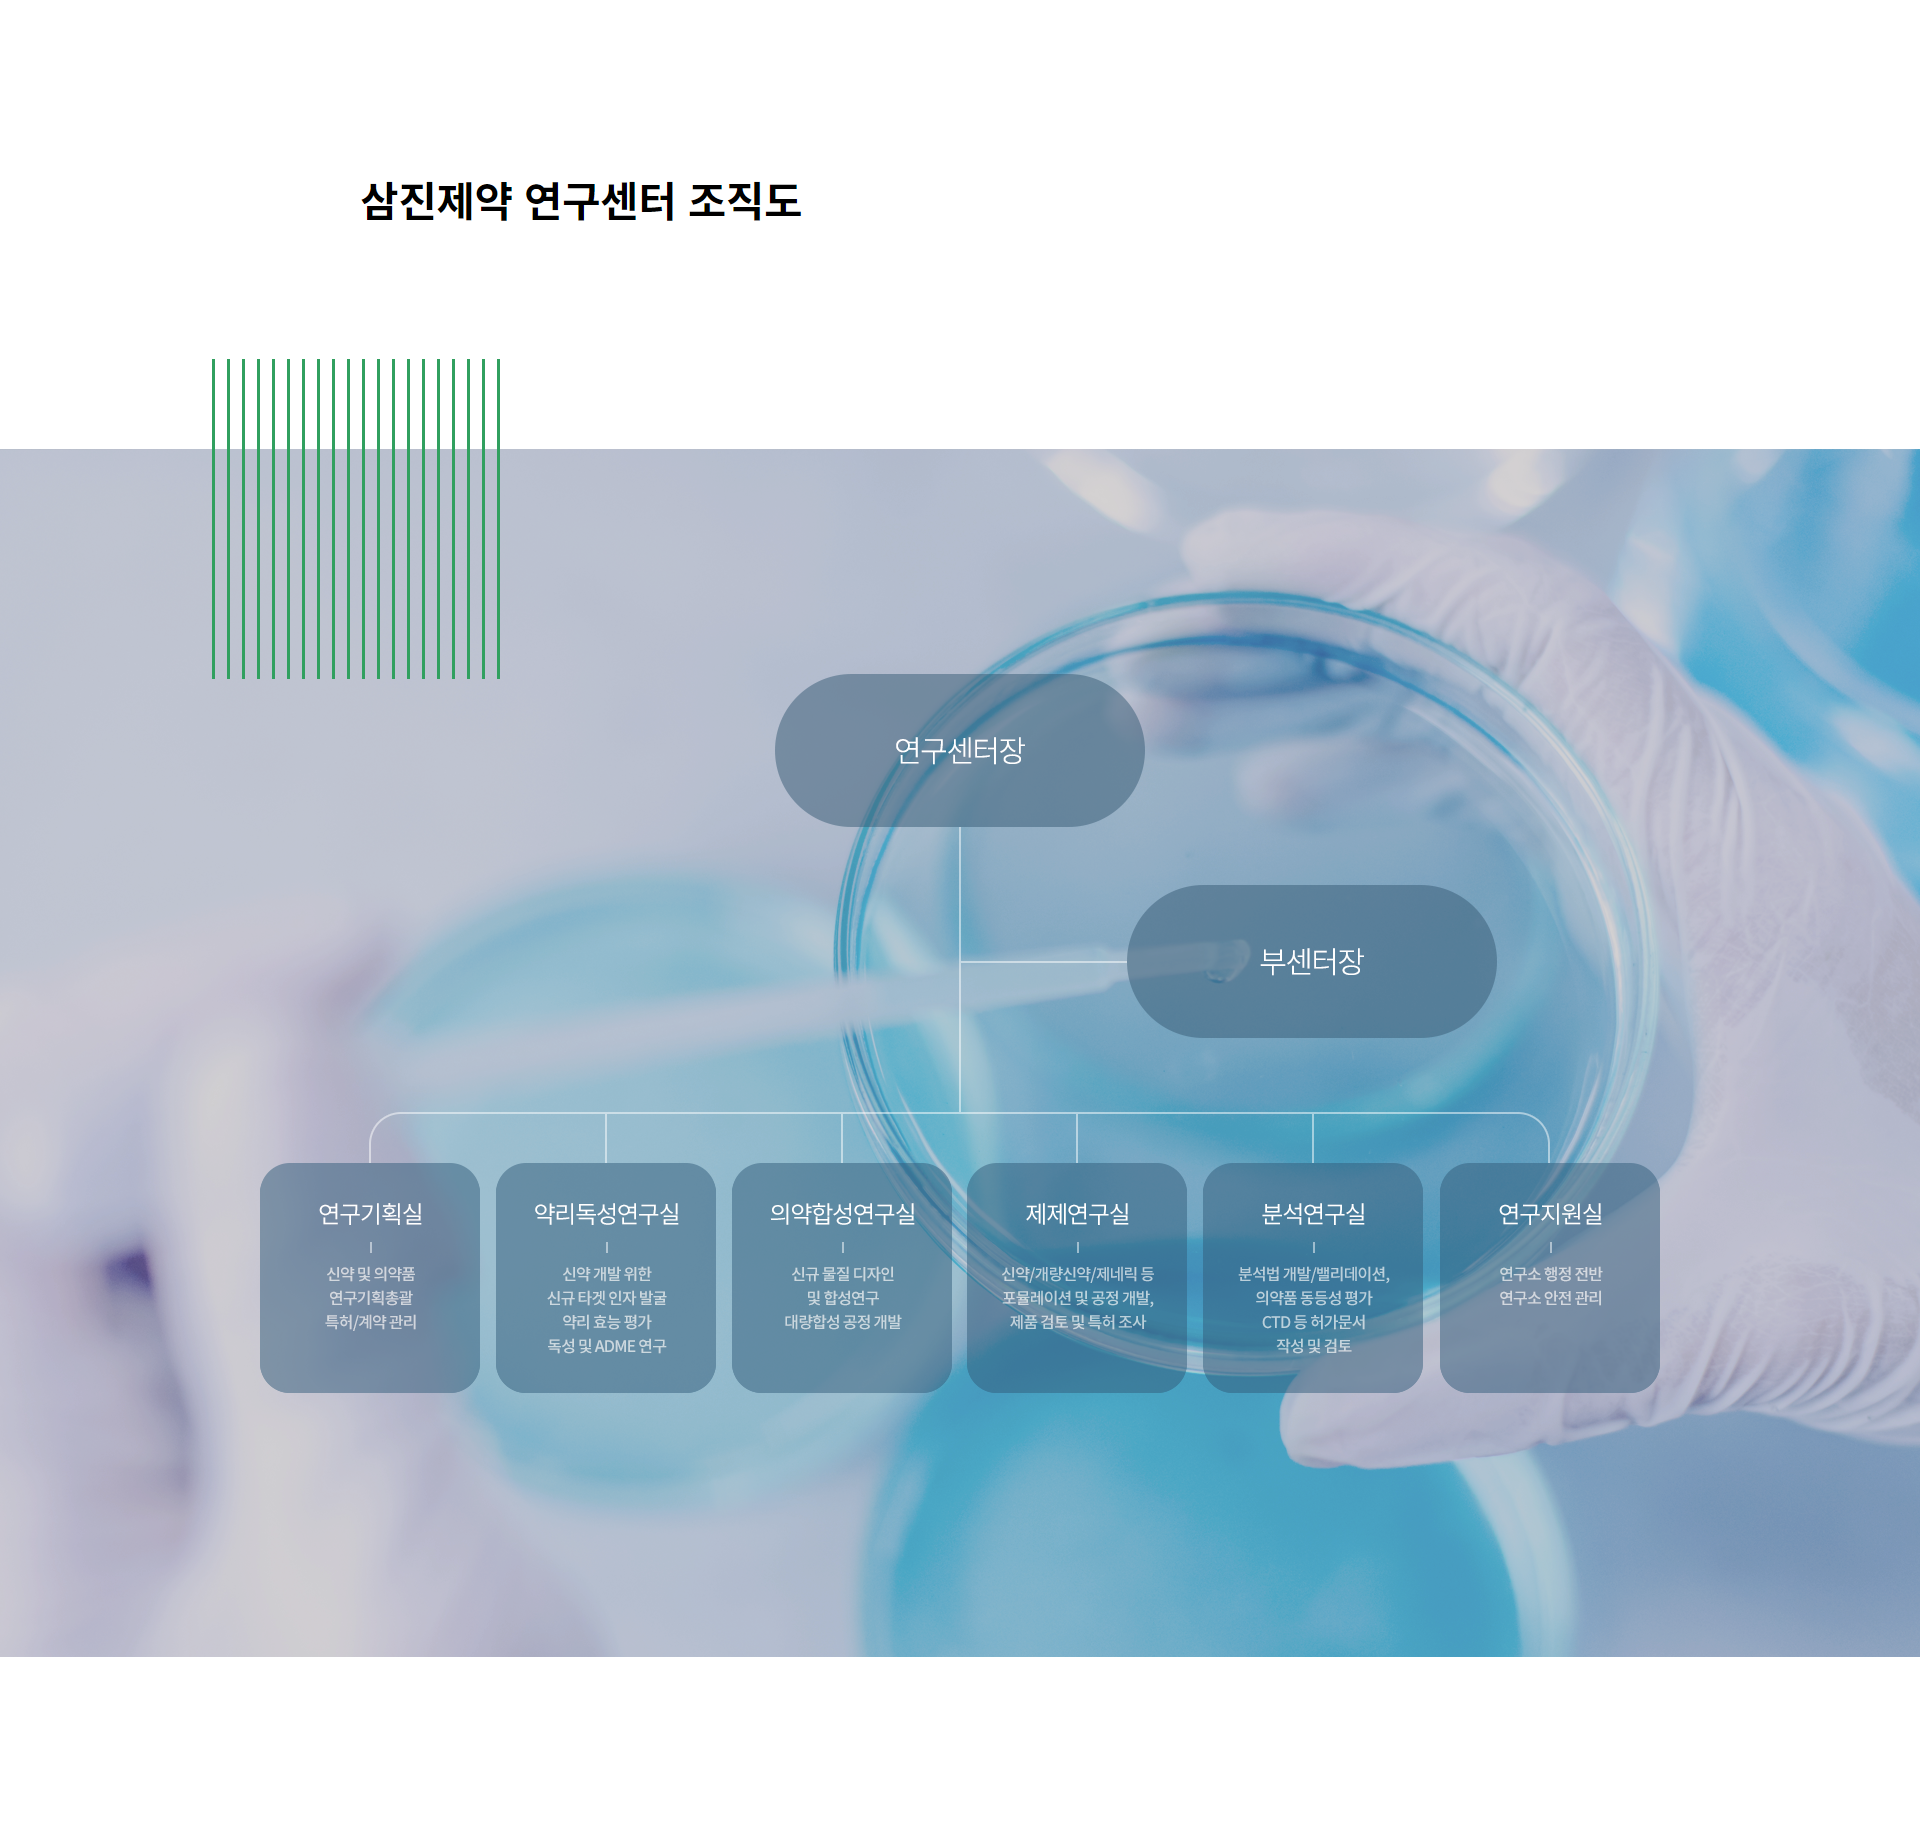 삼진제약 연구센터 조직도
연구센터장
부센터장
연구기획실
신약 및 의약품
연구기획총괄
특허/계약 관리
약리독성연구실
신약 개발 위한
신규 타겟 인자 발굴
약리 효능 평가
독성 및 ADME 연구
의약합성연구실
신규 물질 디자인
및 합성연구
대량합성 공정 개발
제제연구실
신약/개량신약/제네릭 등
포뮬레이션 및 공정 개발,
제품 검토 및 특허 조사
분석연구실
분석법 개발/밸리데이션,
의약품 동등성 평가
CTD 등 허가문서
작성 및 검토
연구지원실
연구소 행정 전반
연구소 안전 관리